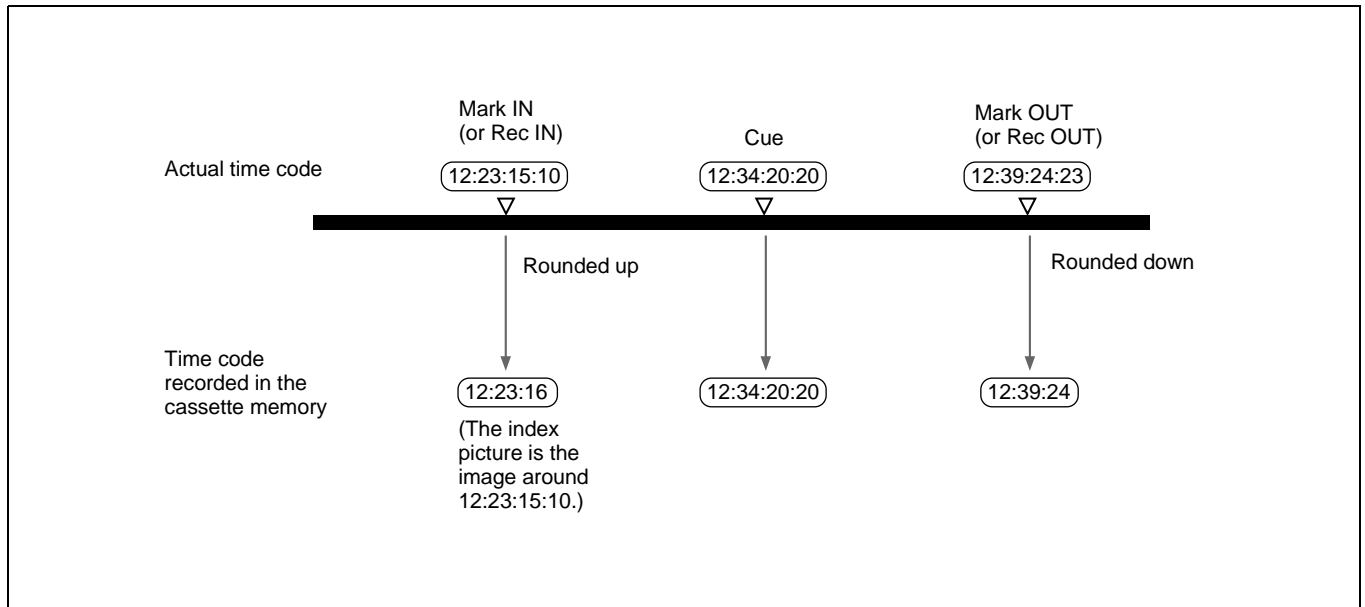 Mark IN
(or Rec IN)
Cue
Mark OUT
(or Rec OUT)
Actual time code
12:23:15:10
12:34:20:20
12:39:24:23
Rounded up
Rounded down
Time code
recorded in the
cassette memory
12:23:16
12:34:20:20
12:39:24
(The index
picture is the
image around
12:23:15:10.)